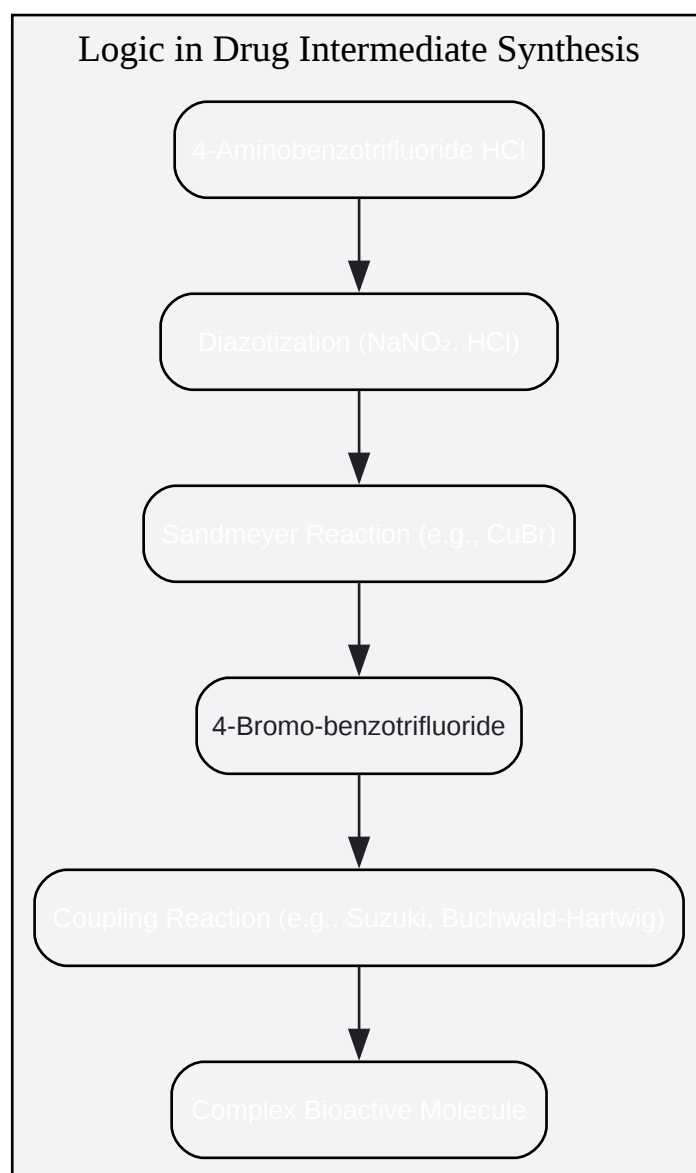 Logic in Drug Intermediate Synthesis
4-Aminobenzotrifluoride HCl
Diazotization (NaNO₂, HCl)
Sandmeyer Reaction (e.g., CuBr)
4-Bromo-benzotrifluoride
Coupling Reaction (e.g., Suzuki, Buchwald-Hartwig)
Complex Bioactive Molecule